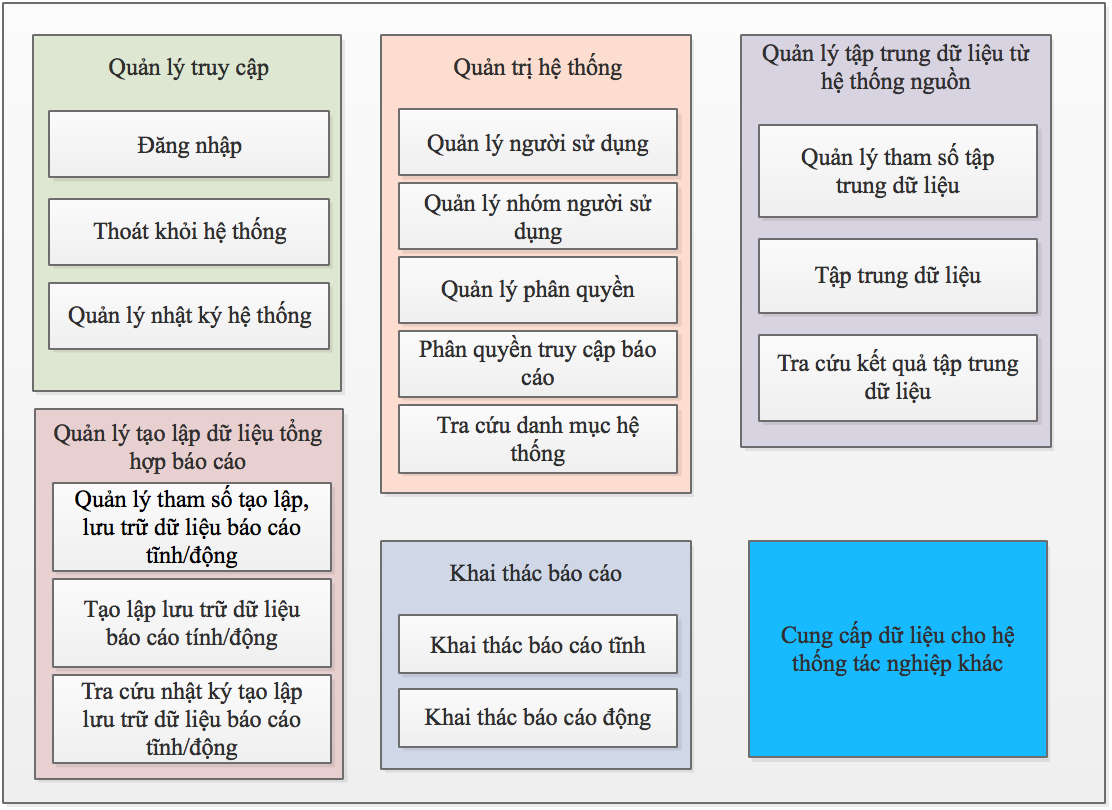 Quản lý truy cập
Đăng nhập
Thoát khỏi hệ thống
Quản lý nhật ký hệ thống
Quản trị hệ thống
Quản lý người sử dụng
Quản lý nhóm người sử
dụng
Quản lý phân quyền
Phân quyền truy cập báo
cáo
Tra cứu danh mục hệ
thống
Quản lý tập trung dữ liệu từ
hệ thống nguồn
Quản lý tham số tập
trung dữ liệu
Tập trung dữ liệu
Tra cứu kết quả tập trung
dữ liệu
Quản lý tạo lập dữ liệu tổng
hợp báo cáo
Quản lý tham số tạo lập,
lưu trữ dữ liệu báo cáo
tĩnh/động
Tạo lập lưu trữ dữ liệu
báo cáo tính/động
Tra cứu nhật ký tạo lập
lưu trữ dữ liệu báo cáo
tĩnh/động
Khai thác báo cáo
Khai thác báo cáo tĩnh
Khai thác báo cáo động
Cung cấp dữ liệu cho hệ
thống tác nghiệp khác